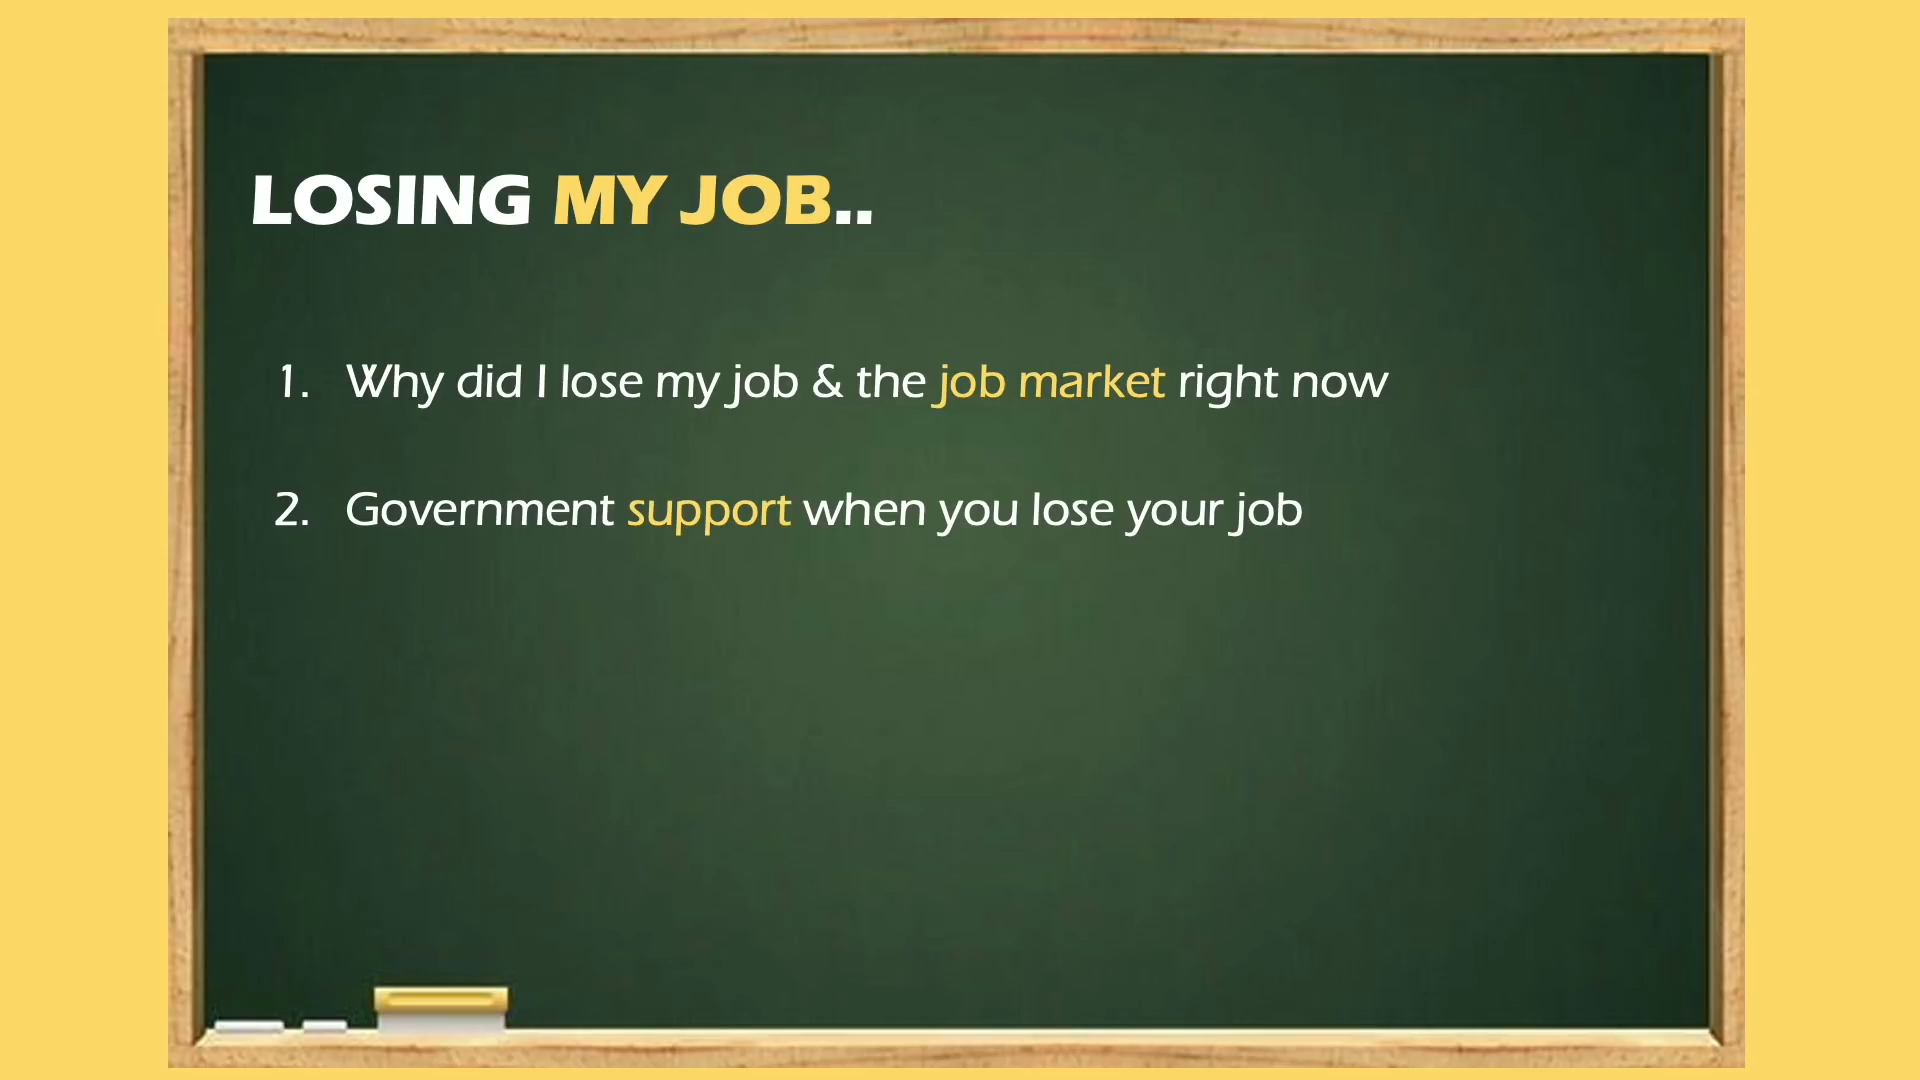 LOSING MY JOB..
1. Why did I lose my job & the job market right now
2. Government support when you lose your job